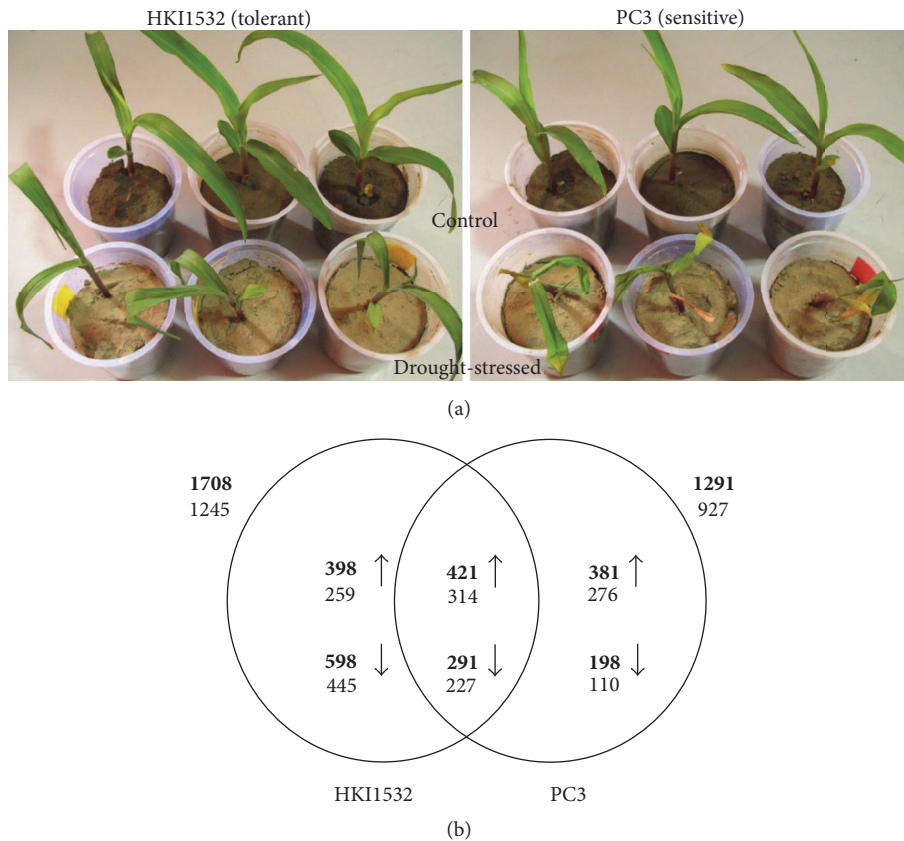 HKI1532 (tolerant)
PC3 (sensitive)
Control
Drought-stressed
(a)
1708
1245
1291
927
398 ↑
259
421 ↑
314
381 ↑
276
598 ↓
445
291 ↓
227
198 ↓
110
HKI1532
PC3
(b)